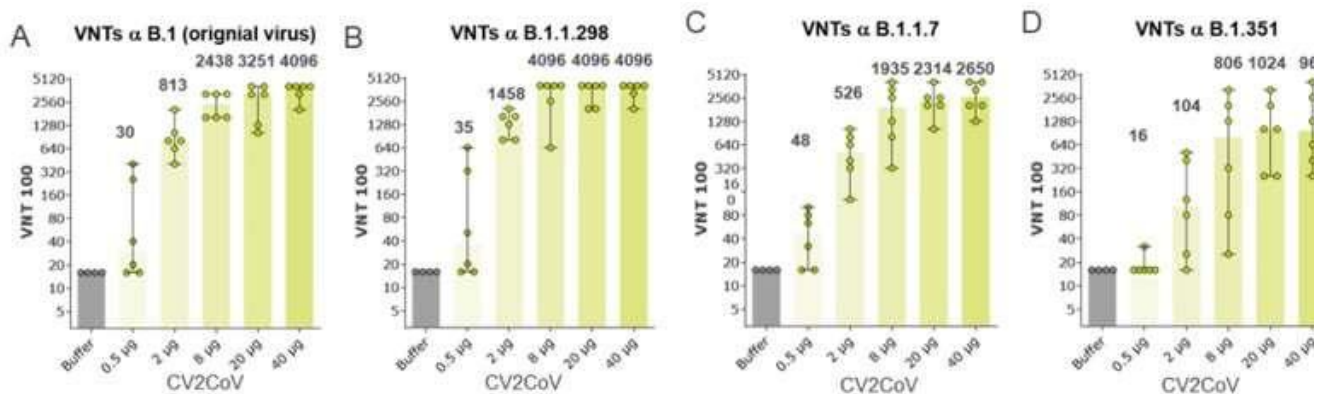 A
VNTs α B.1 (orignial virus)
VNT 100
5120
2560
1280
640
320
160
80
40
20
10
5
30
813
2438 3251 4096
Buffer
0.5 µg
2 µg
8 µg
20 µg
40 µg
CV2CoV
B
VNTs α B.1.1.298
VNT 100
5120
2560
1280
640
320
160
80
40
20
10
5
35
1458
4096 4096 4096
Buffer
0.5 µg
2 µg
8 µg
20 µg
40 µg
CV2CoV
C
VNTs α B.1.1.7
VNT 100
5120
2560
1280
640
320
16
0
80
40
20
10
5
48
526
1935 2314 2650
Buffer
0.5 µg
2 µg
8 µg
20 µg
40 µg
CV2CoV
D
VNTs α B.1.351
VNT 100
5120
2560
1280
640
320
160
80
40
20
10
5
16
104
806 1024 96
Buffer
0.5 µg
2 µg
8 µg
20 µg
40 µg
CV2CoV